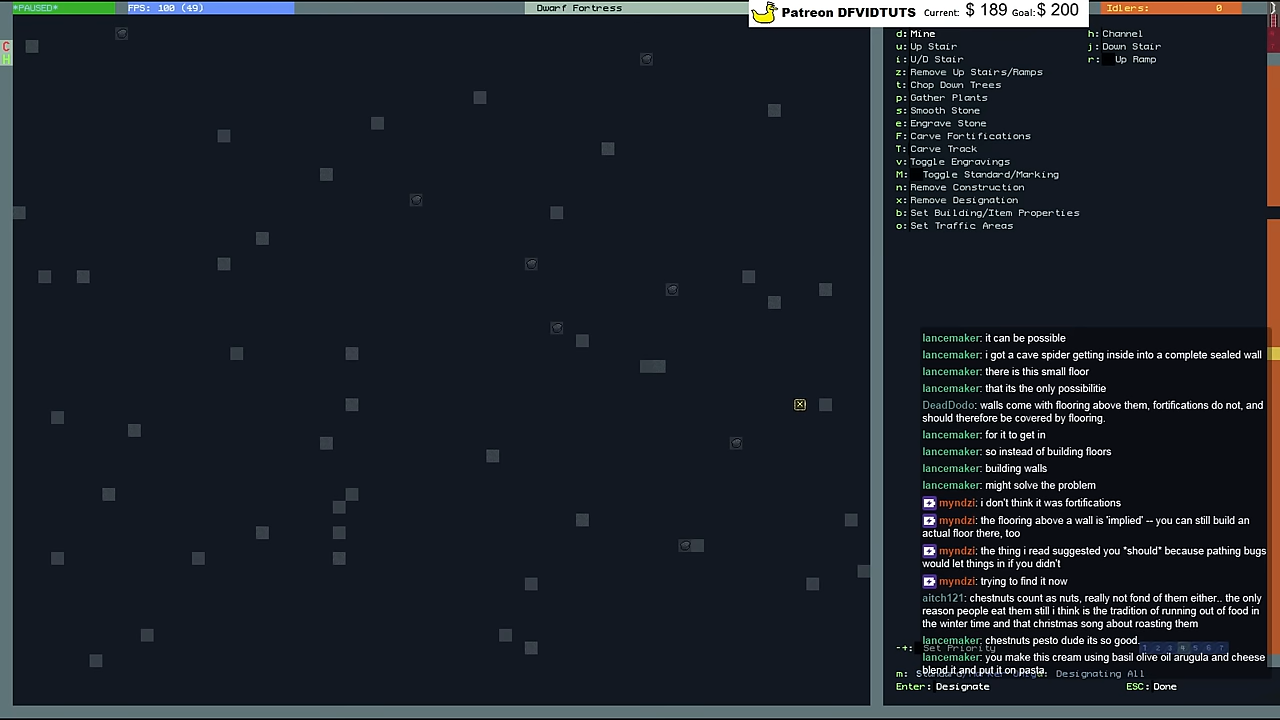 *PAUSED*
FPS: 100 (49)
Dwarf Fortress
Patreon DFVIDTUTS Current: $ 189 Goal: $ 200
Idlers: 0
C
H
d: Mine
h: Channel
u: Up Stair
j: Down Stair
i: U/D Stair
r: Up Ramp
z: Remove Up Stairs/Ramps
t: Chop Down Trees
p: Gather Plants
s: Smooth Stone
e: Engrave Stone
F: Carve Fortifications
T: Carve Track
v: Toggle Engravings
M: Toggle Standard/Marking
n: Remove Construction
x: Remove Designation
b: Set Building/Item Properties
o: Set Traffic Areas
lancemaker: it can be possible
lancemaker: i got a cave spider getting inside into a complete sealed wall
lancemaker: there is this small floor
lancemaker: that its the only possibilitie
DeadDodo: walls come with flooring above them, fortifications do not, and
should therefore be covered by flooring.
lancemaker: for it to get in
lancemaker: so instead of building floors
lancemaker: building walls
lancemaker: might solve the problem
myndzi: i don't think it was fortifications
myndzi: the flooring above a wall is 'implied' -- you can still build an
actual floor there, too
myndzi: the thing i read suggested you *should* because pathing bugs
would let things in if you didn't
myndzi: trying to find it now
aitch121: chestnuts count as nuts, really not fond of them either.. the only
reason people eat them still i think is the tradition of running out of food in
the winter time and that christmas song about roasting them
lancemaker: chestnuts pesto dude its so good.
-+: Set Priority
1 2 3 4 5 6 7
lancemaker: you make this cream using basil olive oil arugula and cheese
blend it and put it on pasta.
m: Designating All
Enter: Designate
ESC: Done